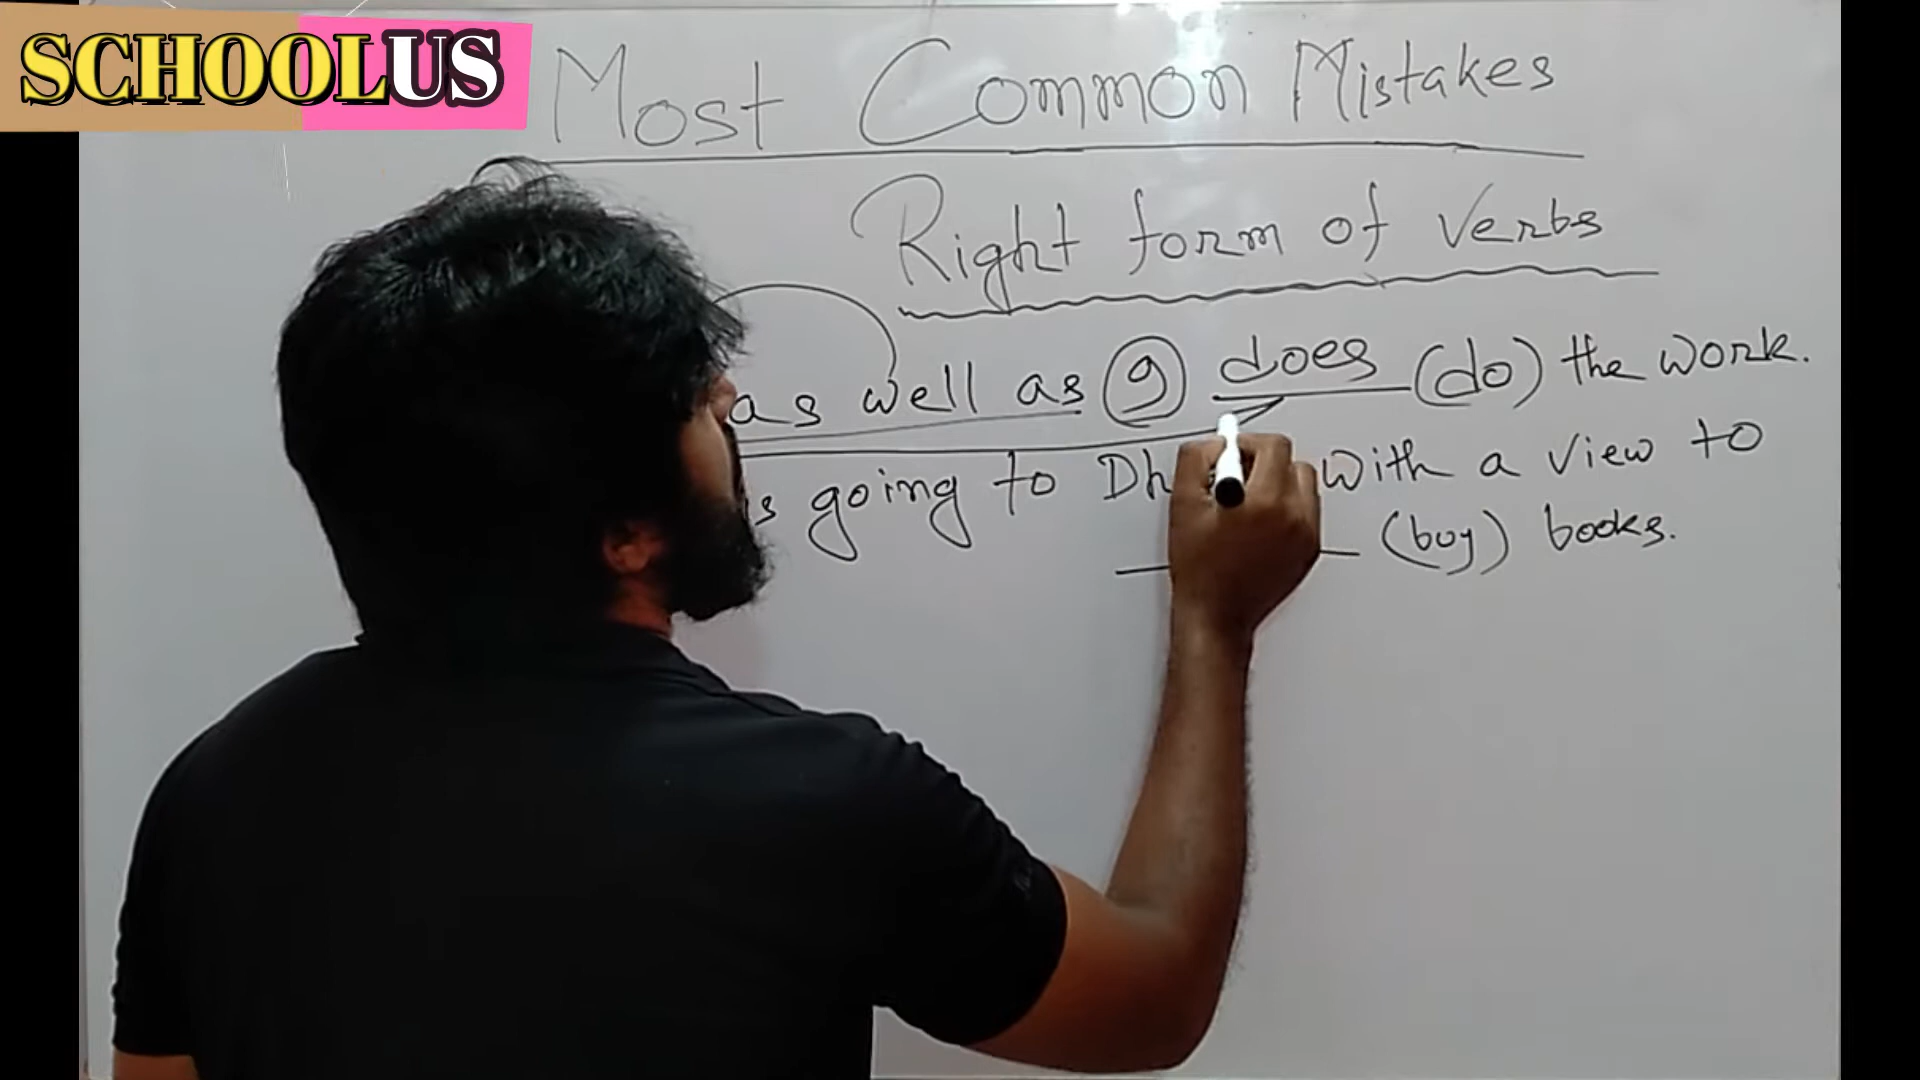 SCHOOLUS
Most Common Mistakes
Right form of verbs
as well as I does (do) the work.
going to with a view to
(buy) books.